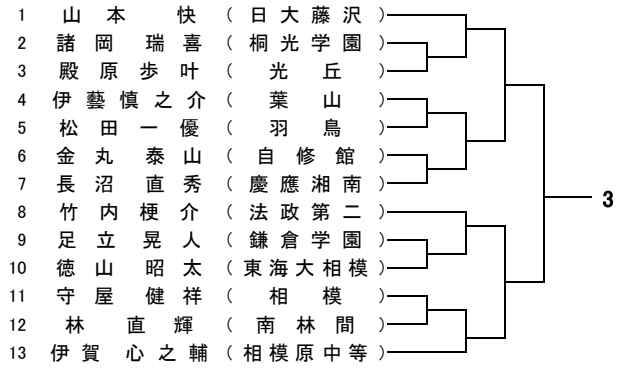 1 山本 快 ( 日大藤沢 )
2 諸岡 瑞喜 ( 桐光学園 )
3 殿原歩叶 ( 光丘 )
4 伊藝慎之介 ( 葉山 )
5 松田一優 ( 羽鳥 )
6 金丸 泰山 ( 自修館 )
7 長沼 直秀 ( 慶應湘南 )
8 竹内梗介 ( 法政第二 )
9 足立晃人 ( 鎌倉学園 )
10 徳山 昭太 ( 東海大相模 )
11 守屋 健祥 ( 相模 )
12 林 直輝 ( 南林間 )
13 伊賀 心之輔 ( 相模原中等 )
3